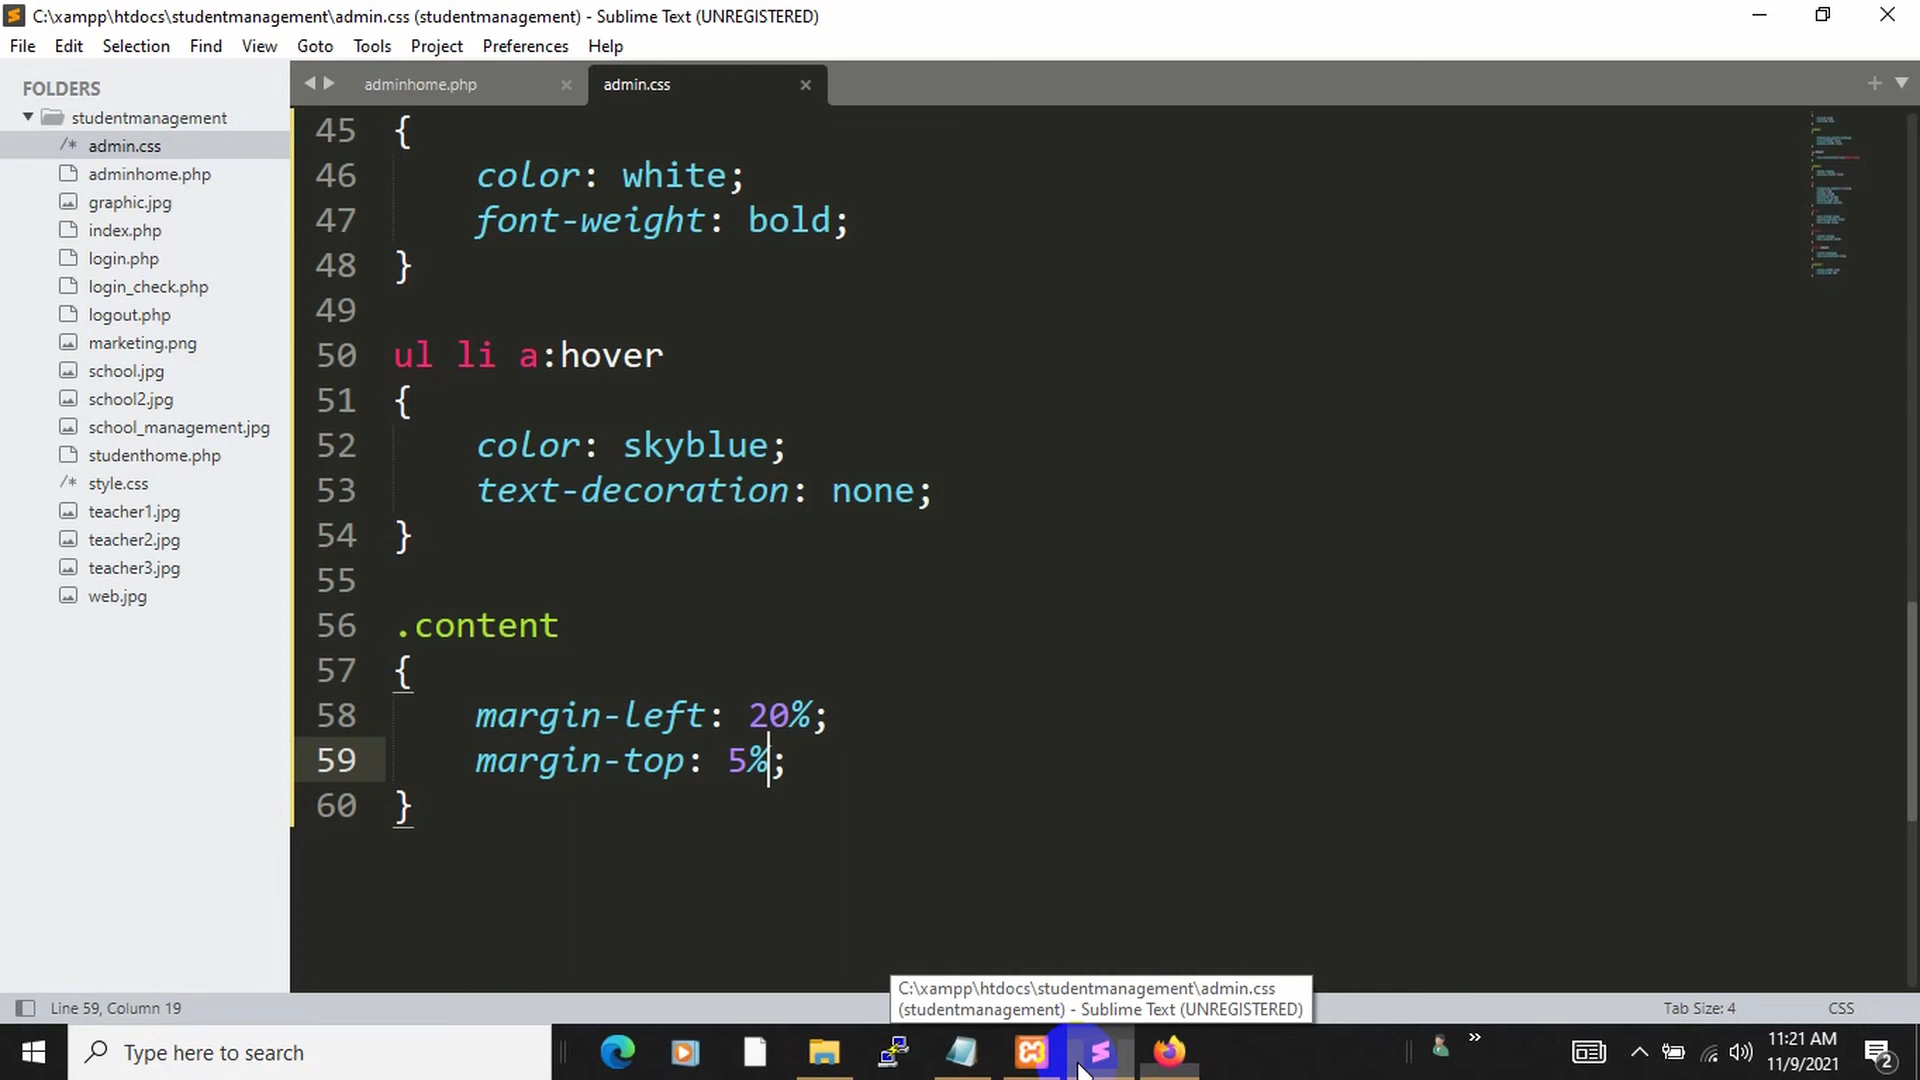 C:\xampp\htdocs\studentmanagement\admin.css (studentmanagement) - Sublime Text (UNREGISTERED)
File Edit Selection Find View Goto Tools Project Preferences Help
FOLDERS
studentmanagement
/* admin.css
adminhome.php
graphic.jpg
index.php
login.php
login_check.php
logout.php
marketing.png
school.jpg
school2.jpg
school_management.jpg
studenthome.php
/* style.css
teacher1.jpg
teacher2.jpg
teacher3.jpg
web.jpg
adminhome.php × admin.css ×
45 {
46 color: white;
47 font-weight: bold;
48 }
49
50 ul li a:hover
51 {
52 color: skyblue;
53 text-decoration: none;
54 }
55
56 .content
57 {
58 margin-left: 20%;
59 margin-top: 5%;
60 }
C:\xampp\htdocs\studentmanagement\admin.css
(studentmanagement) - Sublime Text (UNREGISTERED)
Line 59, Column 19 Tab Size: 4 CSS
Type here to search
11:21 AM
11/9/2021
2